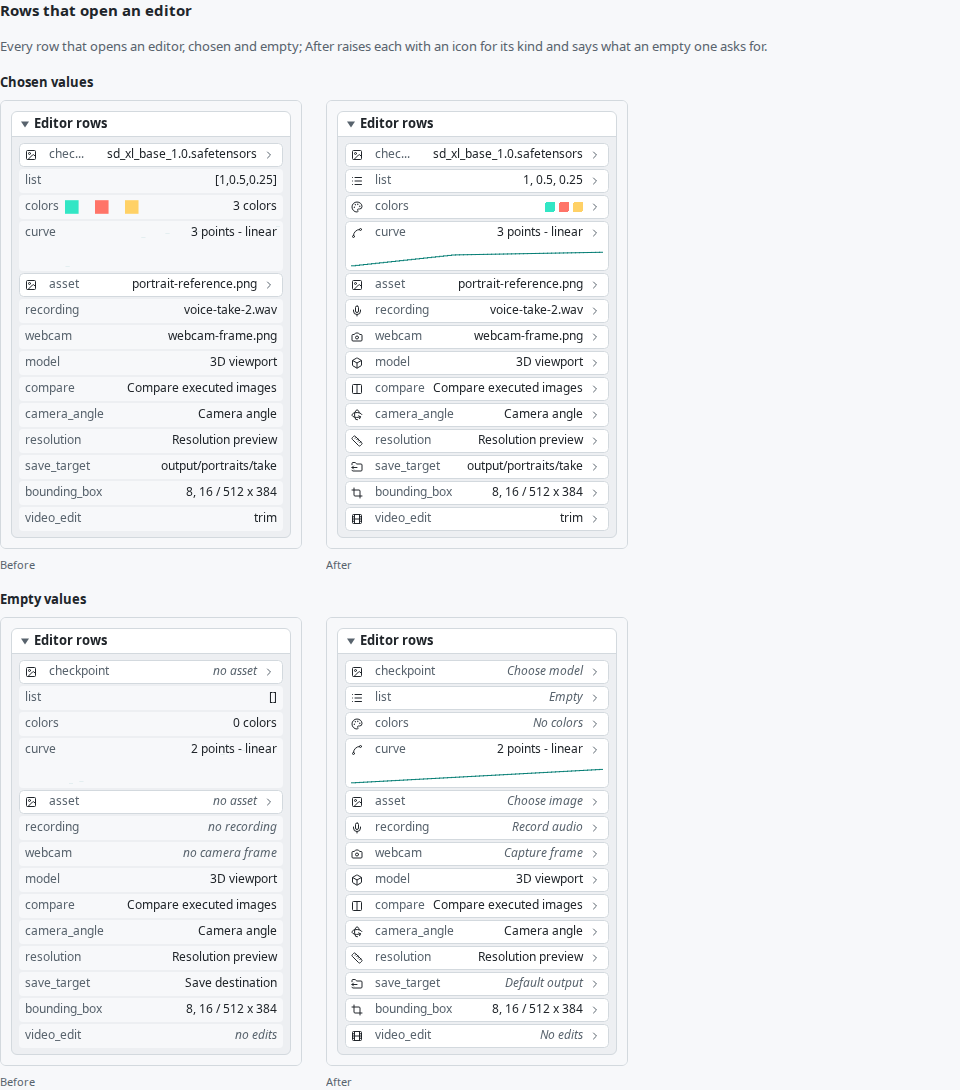 Rows that open an editor
Every row that opens an editor, chosen and empty; After raises each with an icon for its kind and says what an empty one asks for.
Chosen values
Editor rows
chec... sd_xl_base_1.0.safetensors
list [1,0.5,0.25]
colors 3 colors
curve 3 points - linear
asset portrait-reference.png
recording voice-take-2.wav
webcam webcam-frame.png
model 3D viewport
compare Compare executed images
camera_angle Camera angle
resolution Resolution preview
save_target output/portraits/take
bounding_box 8, 16 / 512 x 384
video_edit trim
Before
Editor rows
chec... sd_xl_base_1.0.safetensors
list 1, 0.5, 0.25
colors
curve 3 points - linear
asset portrait-reference.png
recording voice-take-2.wav
webcam webcam-frame.png
model 3D viewport
compare Compare executed images
camera_angle Camera angle
resolution Resolution preview
save_target output/portraits/take
bounding_box 8, 16 / 512 x 384
video_edit trim
After
Empty values
Editor rows
checkpoint no asset
list []
colors 0 colors
curve 2 points - linear
asset no asset
recording no recording
webcam no camera frame
model 3D viewport
compare Compare executed images
camera_angle Camera angle
resolution Resolution preview
save_target Save destination
bounding_box 8, 16 / 512 x 384
video_edit no edits
Before
Editor rows
checkpoint Choose model
list Empty
colors No colors
curve 2 points - linear
asset Choose image
recording Record audio
webcam Capture frame
model 3D viewport
compare Compare executed images
camera_angle Camera angle
resolution Resolution preview
save_target Default output
bounding_box 8, 16 / 512 x 384
video_edit No edits
After